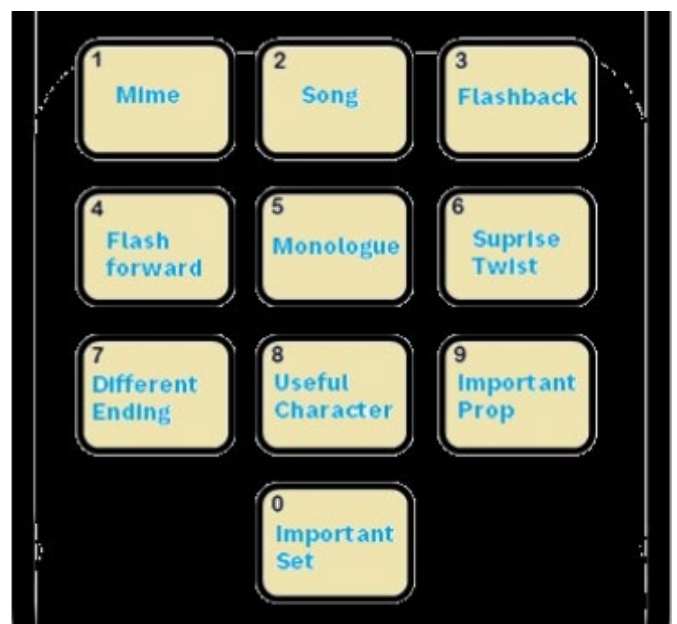 1
Mime
2
Song
3
Flashback
4
Flash
forward
5
Monologue
6
Suprise
Twist
7
Different
Ending
8
Useful
Character
9
Important
Prop
0
Important
Set